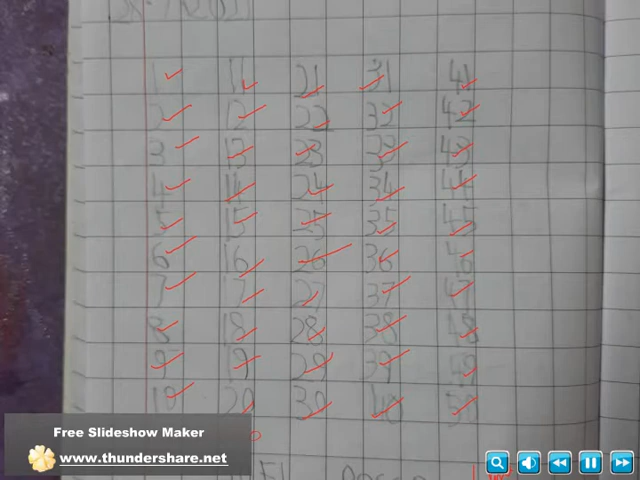 1 11 21 31 41
2 12 22 32 42
3 13 23 33 43
4 14 24 34 44
5 15 25 35 45
6 16 26 36 46
7 17 27 37 47
8 18 28 38 48
9 19 29 39 49
10 20 30 40 50
Free Slideshow Maker
www.thundershare.net